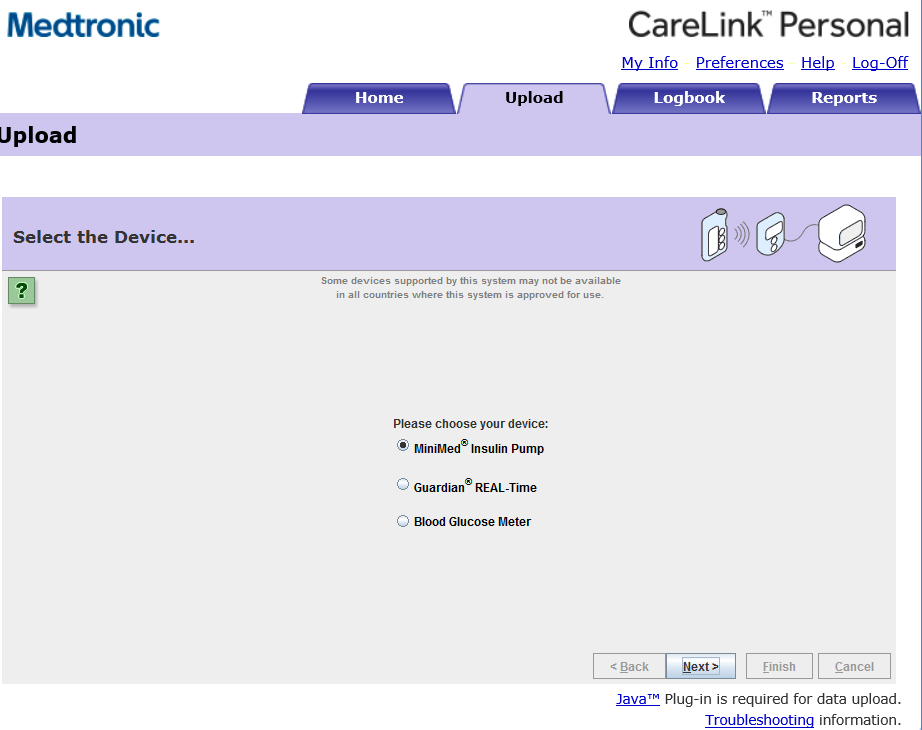 Medtronic
CareLink™ Personal
My Info Preferences Help Log-Off
Home Upload Logbook Reports
Upload
Select the Device...
?
Some devices supported by this system may not be available
in all countries where this system is approved for use.
Please choose your device:
MiniMed® Insulin Pump
Guardian® REAL-Time
Blood Glucose Meter
< Back Next > Finish Cancel
Java™ Plug-in is required for data upload.
Troubleshooting information.